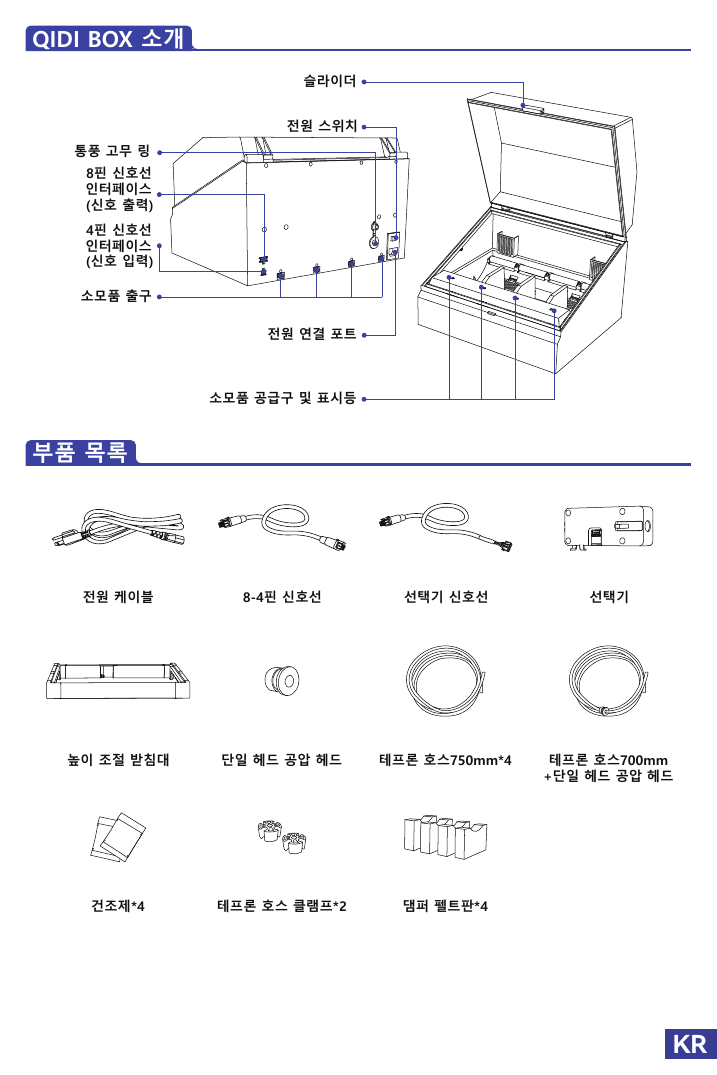 QIDI BOX 소개
슬라이더
전원 스위치
통풍 고무 링
8핀 신호선
인터페이스
(신호 출력)
4핀 신호선
인터페이스
(신호 입력)
소모품 출구
전원 연결 포트
소모품 공급구 및 표시등
부품 목록
전원 케이블
8-4핀 신호선
선택기 신호선
선택기
높이 조절 받침대
단일 헤드 공압 헤드
테프론 호스750mm*4
테프론 호스700mm
+단일 헤드 공압 헤드
건조제*4
테프론 호스 클램프*2
댐퍼 펠트판*4
KR